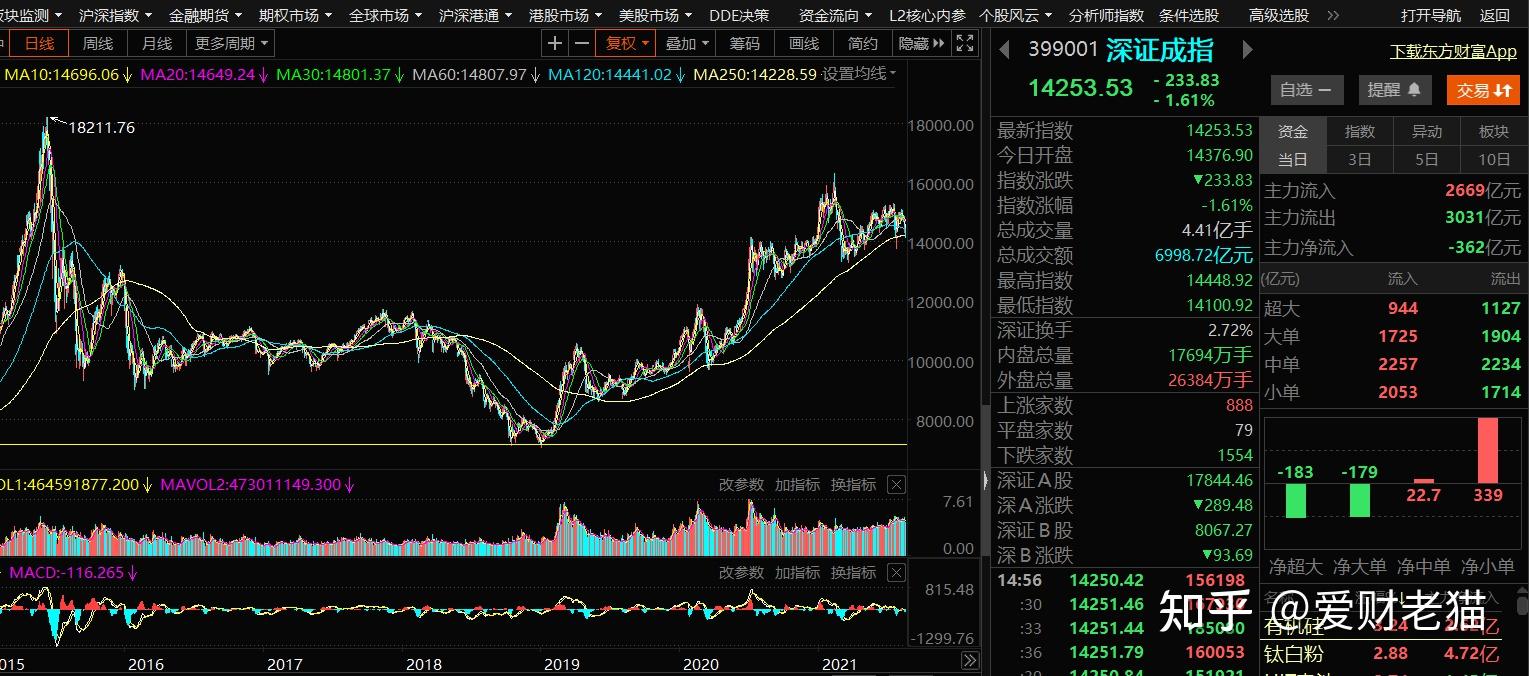 板块监测 沪深指数 金融期货 期权市场 全球市场 沪深港通 港股市场 美股市场 DDE决策 资金流向 L2核心内参 个股风云 分析师指数 条件选股 高级选股 打开导航 返回
日线 周线 月线 更多周期 复权 叠加 筹码 画线 简约 隐藏
MA10:14696.06↓ MA20:14649.24↓ MA30:14801.37↓ MA60:14807.97↓ MA120:14441.02↓ MA250:14228.59 设置均线
18211.76
18000.00
16000.00
14000.00
12000.00
10000.00
8000.00
OL1:464591877.200↓ MAVOL2:473011149.300↓ 改参数 加指标 换指标
7.61
0.00
MACD:-116.265↓ 改参数 加指标 换指标
815.48
-1299.76
015 2016 2017 2018 2019 2020 2021
399001 深证成指
下载东方财富App
14253.53 - 233.83
- 1.61%
自选 提醒 交易
最新指数 14253.53
今日开盘 14376.90
指数涨跌 ▼233.83
指数涨幅 -1.61%
总成交量 4.41亿手
总成交额 6998.72亿元
最高指数 14448.92
最低指数 14100.92
深证换手 2.72%
内盘总量 17694万手
外盘总量 26384万手
上涨家数 888
平盘家数 79
下跌家数 1554
深证A股 17844.46
深A涨跌 ▼289.48
深证B股 8067.27
深B涨跌 ▼93.69
14:56 14250.42 156198
:30 14251.46
:33 14251.44 185080
:36 14251.79 160053
14250.84 151921
资金 指数 异动 板块
当日 3日 5日 10日
主力流入 2669亿元
主力流出 3031亿元
主力净流入 -362亿元
(亿元) 流入 流出
超大 944 1127
大单 1725 1904
中单 2257 2234
小单 2053 1714
-183 -179 22.7 339
净超大 净大单 净中单 净小单
有机硅 3.24
钛白粉 2.88 4.72亿
知乎 @爱财老猫